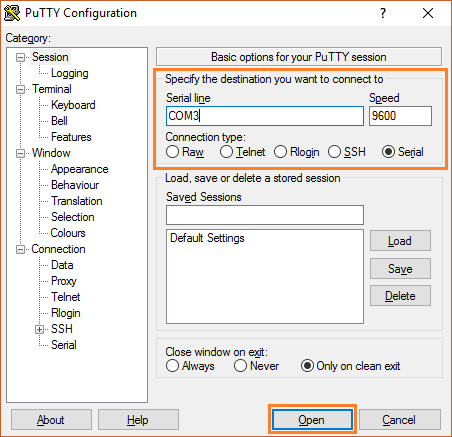 PuTTY Configuration
?
Category:
Session
Logging
Terminal
Keyboard
Bell
Features
Window
Appearance
Behaviour
Translation
Selection
Colours
Connection
Data
Proxy
Telnet
Rlogin
SSH
Serial
Basic options for your PuTTY session
Specify the destination you want to connect to
Serial line Speed
COM3 9600
Connection type:
Raw Telnet Rlogin SSH Serial
Load, save or delete a stored session
Saved Sessions
Default Settings
Load
Save
Delete
Close window on exit:
Always Never Only on clean exit
About Help Open Cancel